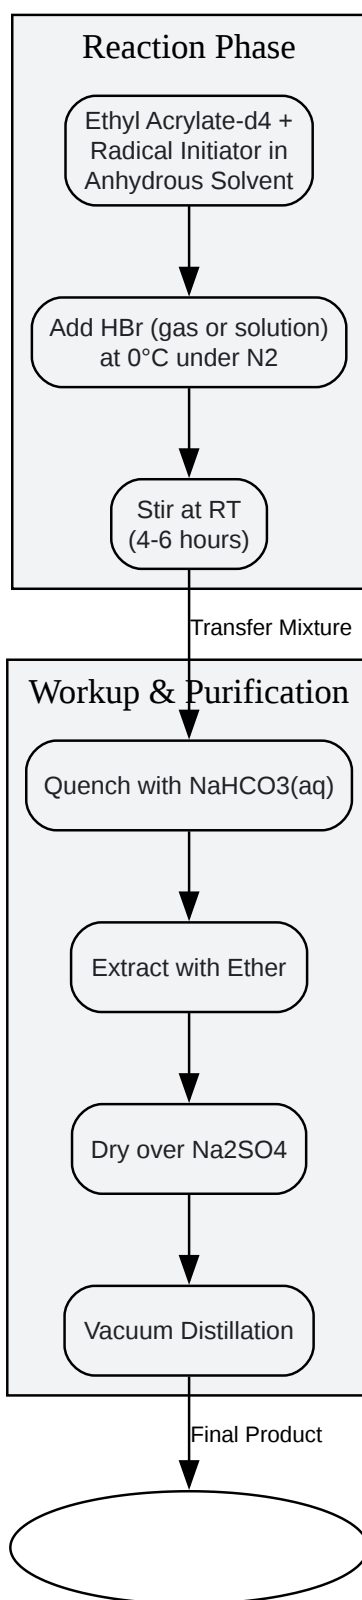 Reaction Phase
Ethyl Acrylate-d4 +
Radical Initiator in
Anhydrous Solvent
Add HBr (gas or solution)
at 0°C under N2
Stir at RT
(4-6 hours)
Transfer Mixture
Workup & Purification
Quench with NaHCO3(aq)
Extract with Ether
Dry over Na2SO4
Vacuum Distillation
Final Product